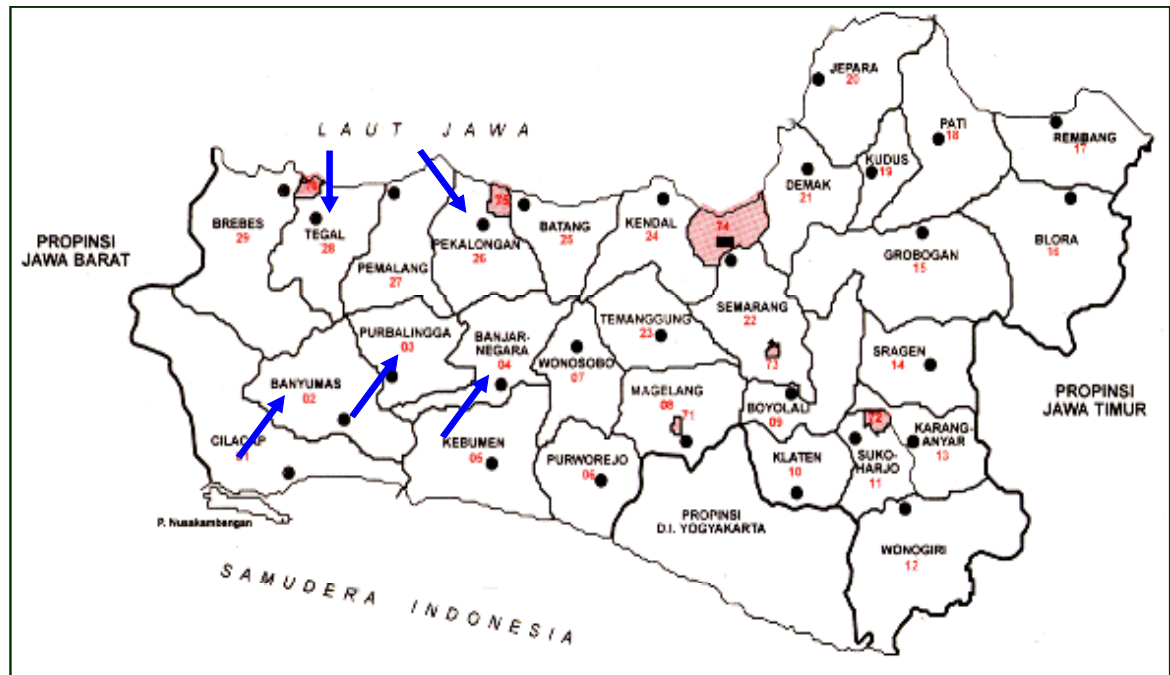 JEPARA
20
LAUT JAWA
PATI
18
REMBANG
17
KUDUS
19
DEMAK
21
76
75
BREBES
29
TEGAL
28
PEKALONGAN
26
BATANG
25
KENDAL
24
74
BLORA
16
GROBOGAN
15
PROPINSI
JAWA BARAT
PEMALANG
27
SEMARANG
22
TEMANGGUNG
23
PURBALINGGA
03
BANJAR-
NEGARA
04
WONOSOBO
07
73
SRAGEN
14
BANYUMAS
02
MAGELANG
08
71
BOYOLALI
09
PROPINSI
JAWA TIMUR
72
KARANG-
ANYAR
13
CILACAP
01
KEBUMEN
05
PURWOREJO
06
KLATEN
10
SUKO-
HARJO
11
P. Nusakambangan
PROPINSI
D.I. YOGYAKARTA
WONOGIRI
12
SAMUDERA INDONESIA